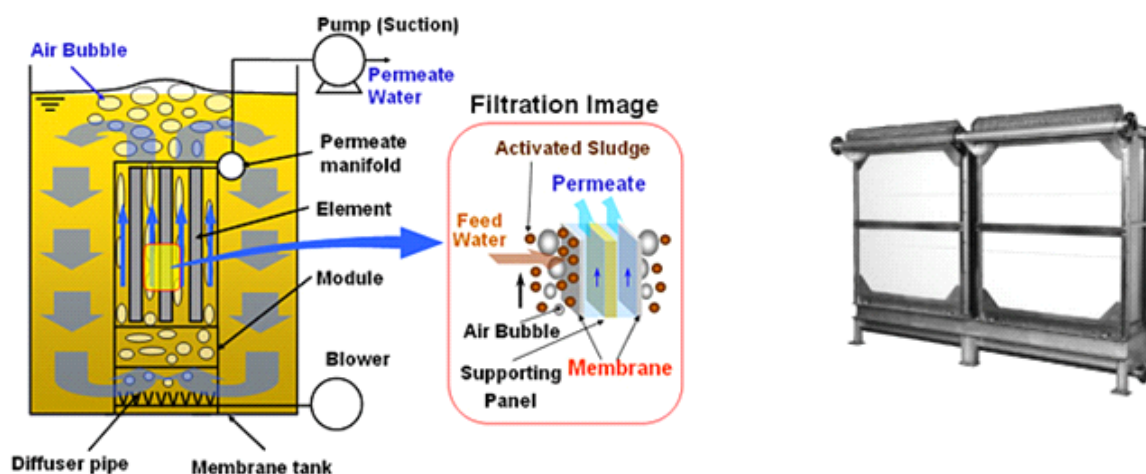 Pump (Suction)
Air Bubble
Permeate
Water
Permeate
manifold
Element
Module
Blower
Diffuser pipe
Membrane tank
Filtration Image
Activated Sludge
Permeate
Feed
Water
Air Bubble
Supporting
Panel
Membrane